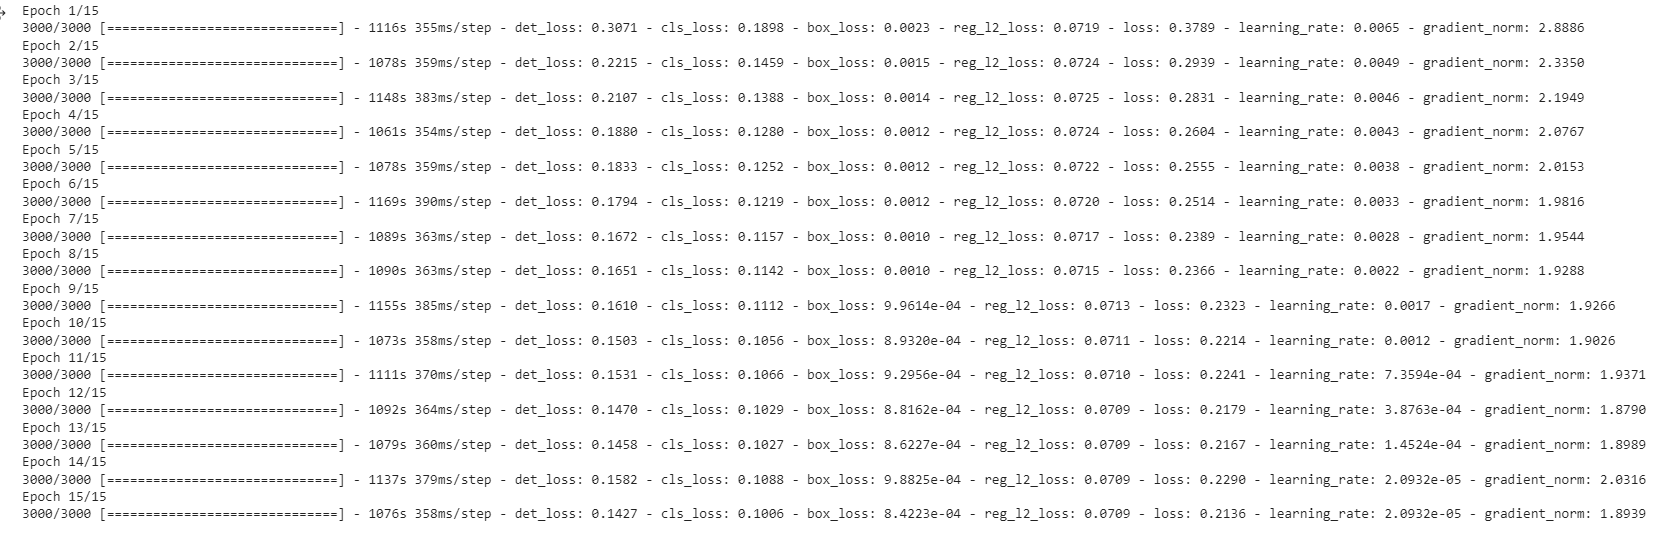 Epoch 1/15
3000/3000 [==============================] - 1116s 355ms/step - det_loss: 0.3071 - cls_loss: 0.1898 - box_loss: 0.0023 - reg_l2_loss: 0.0719 - loss: 0.3789 - learning_rate: 0.0065 - gradient_norm: 2.8886
Epoch 2/15
3000/3000 [==============================] - 1078s 359ms/step - det_loss: 0.2215 - cls_loss: 0.1459 - box_loss: 0.0015 - reg_l2_loss: 0.0724 - loss: 0.2939 - learning_rate: 0.0049 - gradient_norm: 2.3350
Epoch 3/15
3000/3000 [==============================] - 1148s 383ms/step - det_loss: 0.2107 - cls_loss: 0.1388 - box_loss: 0.0014 - reg_l2_loss: 0.0725 - loss: 0.2831 - learning_rate: 0.0046 - gradient_norm: 2.1949
Epoch 4/15
3000/3000 [==============================] - 1061s 354ms/step - det_loss: 0.1880 - cls_loss: 0.1280 - box_loss: 0.0012 - reg_l2_loss: 0.0724 - loss: 0.2604 - learning_rate: 0.0043 - gradient_norm: 2.0767
Epoch 5/15
3000/3000 [==============================] - 1078s 359ms/step - det_loss: 0.1833 - cls_loss: 0.1252 - box_loss: 0.0012 - reg_l2_loss: 0.0722 - loss: 0.2555 - learning_rate: 0.0038 - gradient_norm: 2.0153
Epoch 6/15
3000/3000 [==============================] - 1169s 390ms/step - det_loss: 0.1794 - cls_loss: 0.1219 - box_loss: 0.0012 - reg_l2_loss: 0.0720 - loss: 0.2514 - learning_rate: 0.0033 - gradient_norm: 1.9816
Epoch 7/15
3000/3000 [==============================] - 1089s 363ms/step - det_loss: 0.1672 - cls_loss: 0.1157 - box_loss: 0.0010 - reg_l2_loss: 0.0717 - loss: 0.2389 - learning_rate: 0.0028 - gradient_norm: 1.9544
Epoch 8/15
3000/3000 [==============================] - 1090s 363ms/step - det_loss: 0.1651 - cls_loss: 0.1142 - box_loss: 0.0010 - reg_l2_loss: 0.0715 - loss: 0.2366 - learning_rate: 0.0022 - gradient_norm: 1.9288
Epoch 9/15
3000/3000 [==============================] - 1155s 385ms/step - det_loss: 0.1610 - cls_loss: 0.1112 - box_loss: 9.9614e-04 - reg_l2_loss: 0.0713 - loss: 0.2323 - learning_rate: 0.0017 - gradient_norm: 1.9266
Epoch 10/15
3000/3000 [==============================] - 1073s 358ms/step - det_loss: 0.1503 - cls_loss: 0.1056 - box_loss: 8.9320e-04 - reg_l2_loss: 0.0711 - loss: 0.2214 - learning_rate: 0.0012 - gradient_norm: 1.9026
Epoch 11/15
3000/3000 [==============================] - 1111s 370ms/step - det_loss: 0.1531 - cls_loss: 0.1066 - box_loss: 9.2956e-04 - reg_l2_loss: 0.0710 - loss: 0.2241 - learning_rate: 7.3594e-04 - gradient_norm: 1.9371
Epoch 12/15
3000/3000 [==============================] - 1092s 364ms/step - det_loss: 0.1470 - cls_loss: 0.1029 - box_loss: 8.8162e-04 - reg_l2_loss: 0.0709 - loss: 0.2179 - learning_rate: 3.8763e-04 - gradient_norm: 1.8790
Epoch 13/15
3000/3000 [==============================] - 1079s 360ms/step - det_loss: 0.1458 - cls_loss: 0.1027 - box_loss: 8.6227e-04 - reg_l2_loss: 0.0709 - loss: 0.2167 - learning_rate: 1.4524e-04 - gradient_norm: 1.8989
Epoch 14/15
3000/3000 [==============================] - 1137s 379ms/step - det_loss: 0.1582 - cls_loss: 0.1088 - box_loss: 9.8825e-04 - reg_l2_loss: 0.0709 - loss: 0.2290 - learning_rate: 2.0932e-05 - gradient_norm: 2.0316
Epoch 15/15
3000/3000 [==============================] - 1076s 358ms/step - det_loss: 0.1427 - cls_loss: 0.1006 - box_loss: 8.4223e-04 - reg_l2_loss: 0.0709 - loss: 0.2136 - learning_rate: 2.0932e-05 - gradient_norm: 1.8939